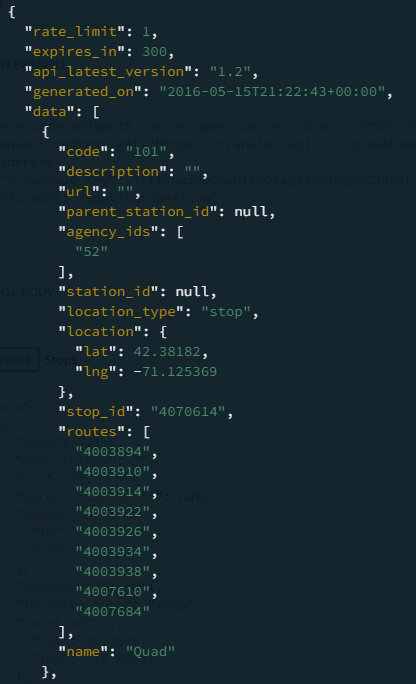 {
"rate_limit": 1,
"expires_in": 300,
"api_latest_version": "1.2",
"generated_on": "2016-05-15T21:22:43+00:00",
"data": [
{
"code": "101",
"description": "",
"url": "",
"parent_station_id": null,
"agency_ids": [
"52"
],
"station_id": null,
"location_type": "stop",
"location": {
"lat": 42.38182,
"lng": -71.125369
},
"stop_id": "4070614",
"routes": [
"4003894",
"4003910",
"4003914",
"4003922",
"4003926",
"4003934",
"4003938",
"4007610",
"4007684"
],
"name": "Quad"
},